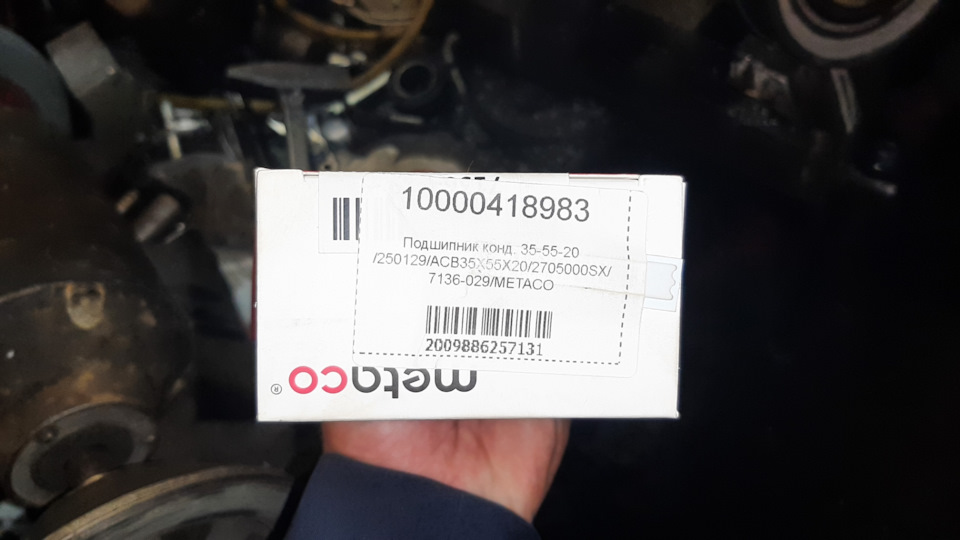 10000418983
Подшипник конд. 35-55-20
/250129/ACB35X55X20/2705000SX/
7136-029/METACO
2009886257131
metaco®